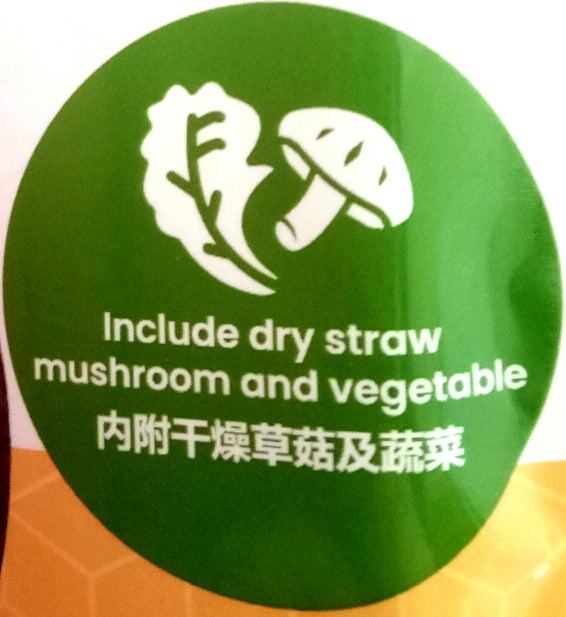 Include dry straw
mushroom and vegetable
内附干燥草菇及蔬菜